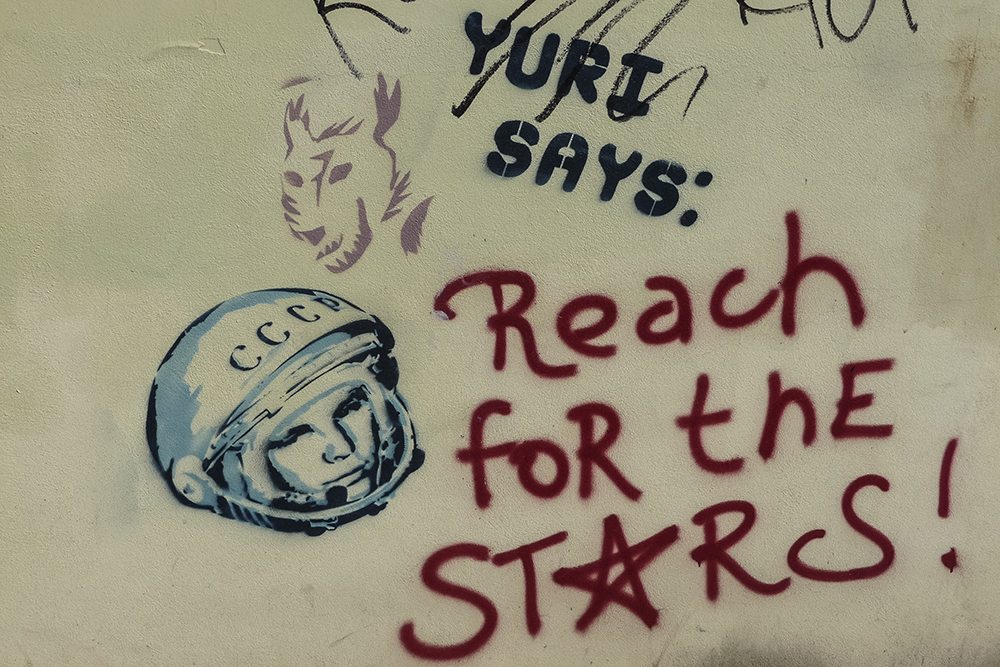 YURI
SAYS:
CCCP
Reach
foR thE
STARS!